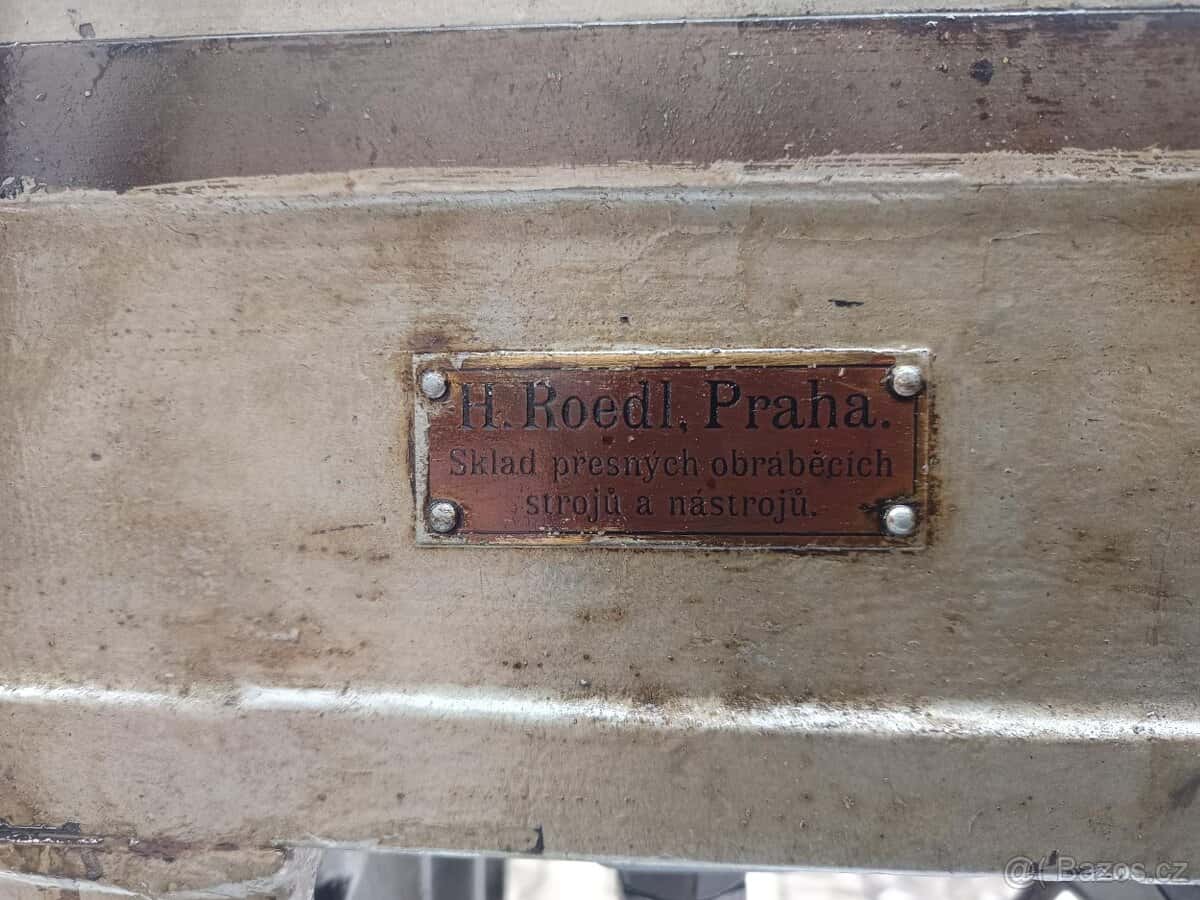 H. Roedl, Praha.
Sklad přesných obráběcích
strojů a nástrojů.
@( Bazos.cz